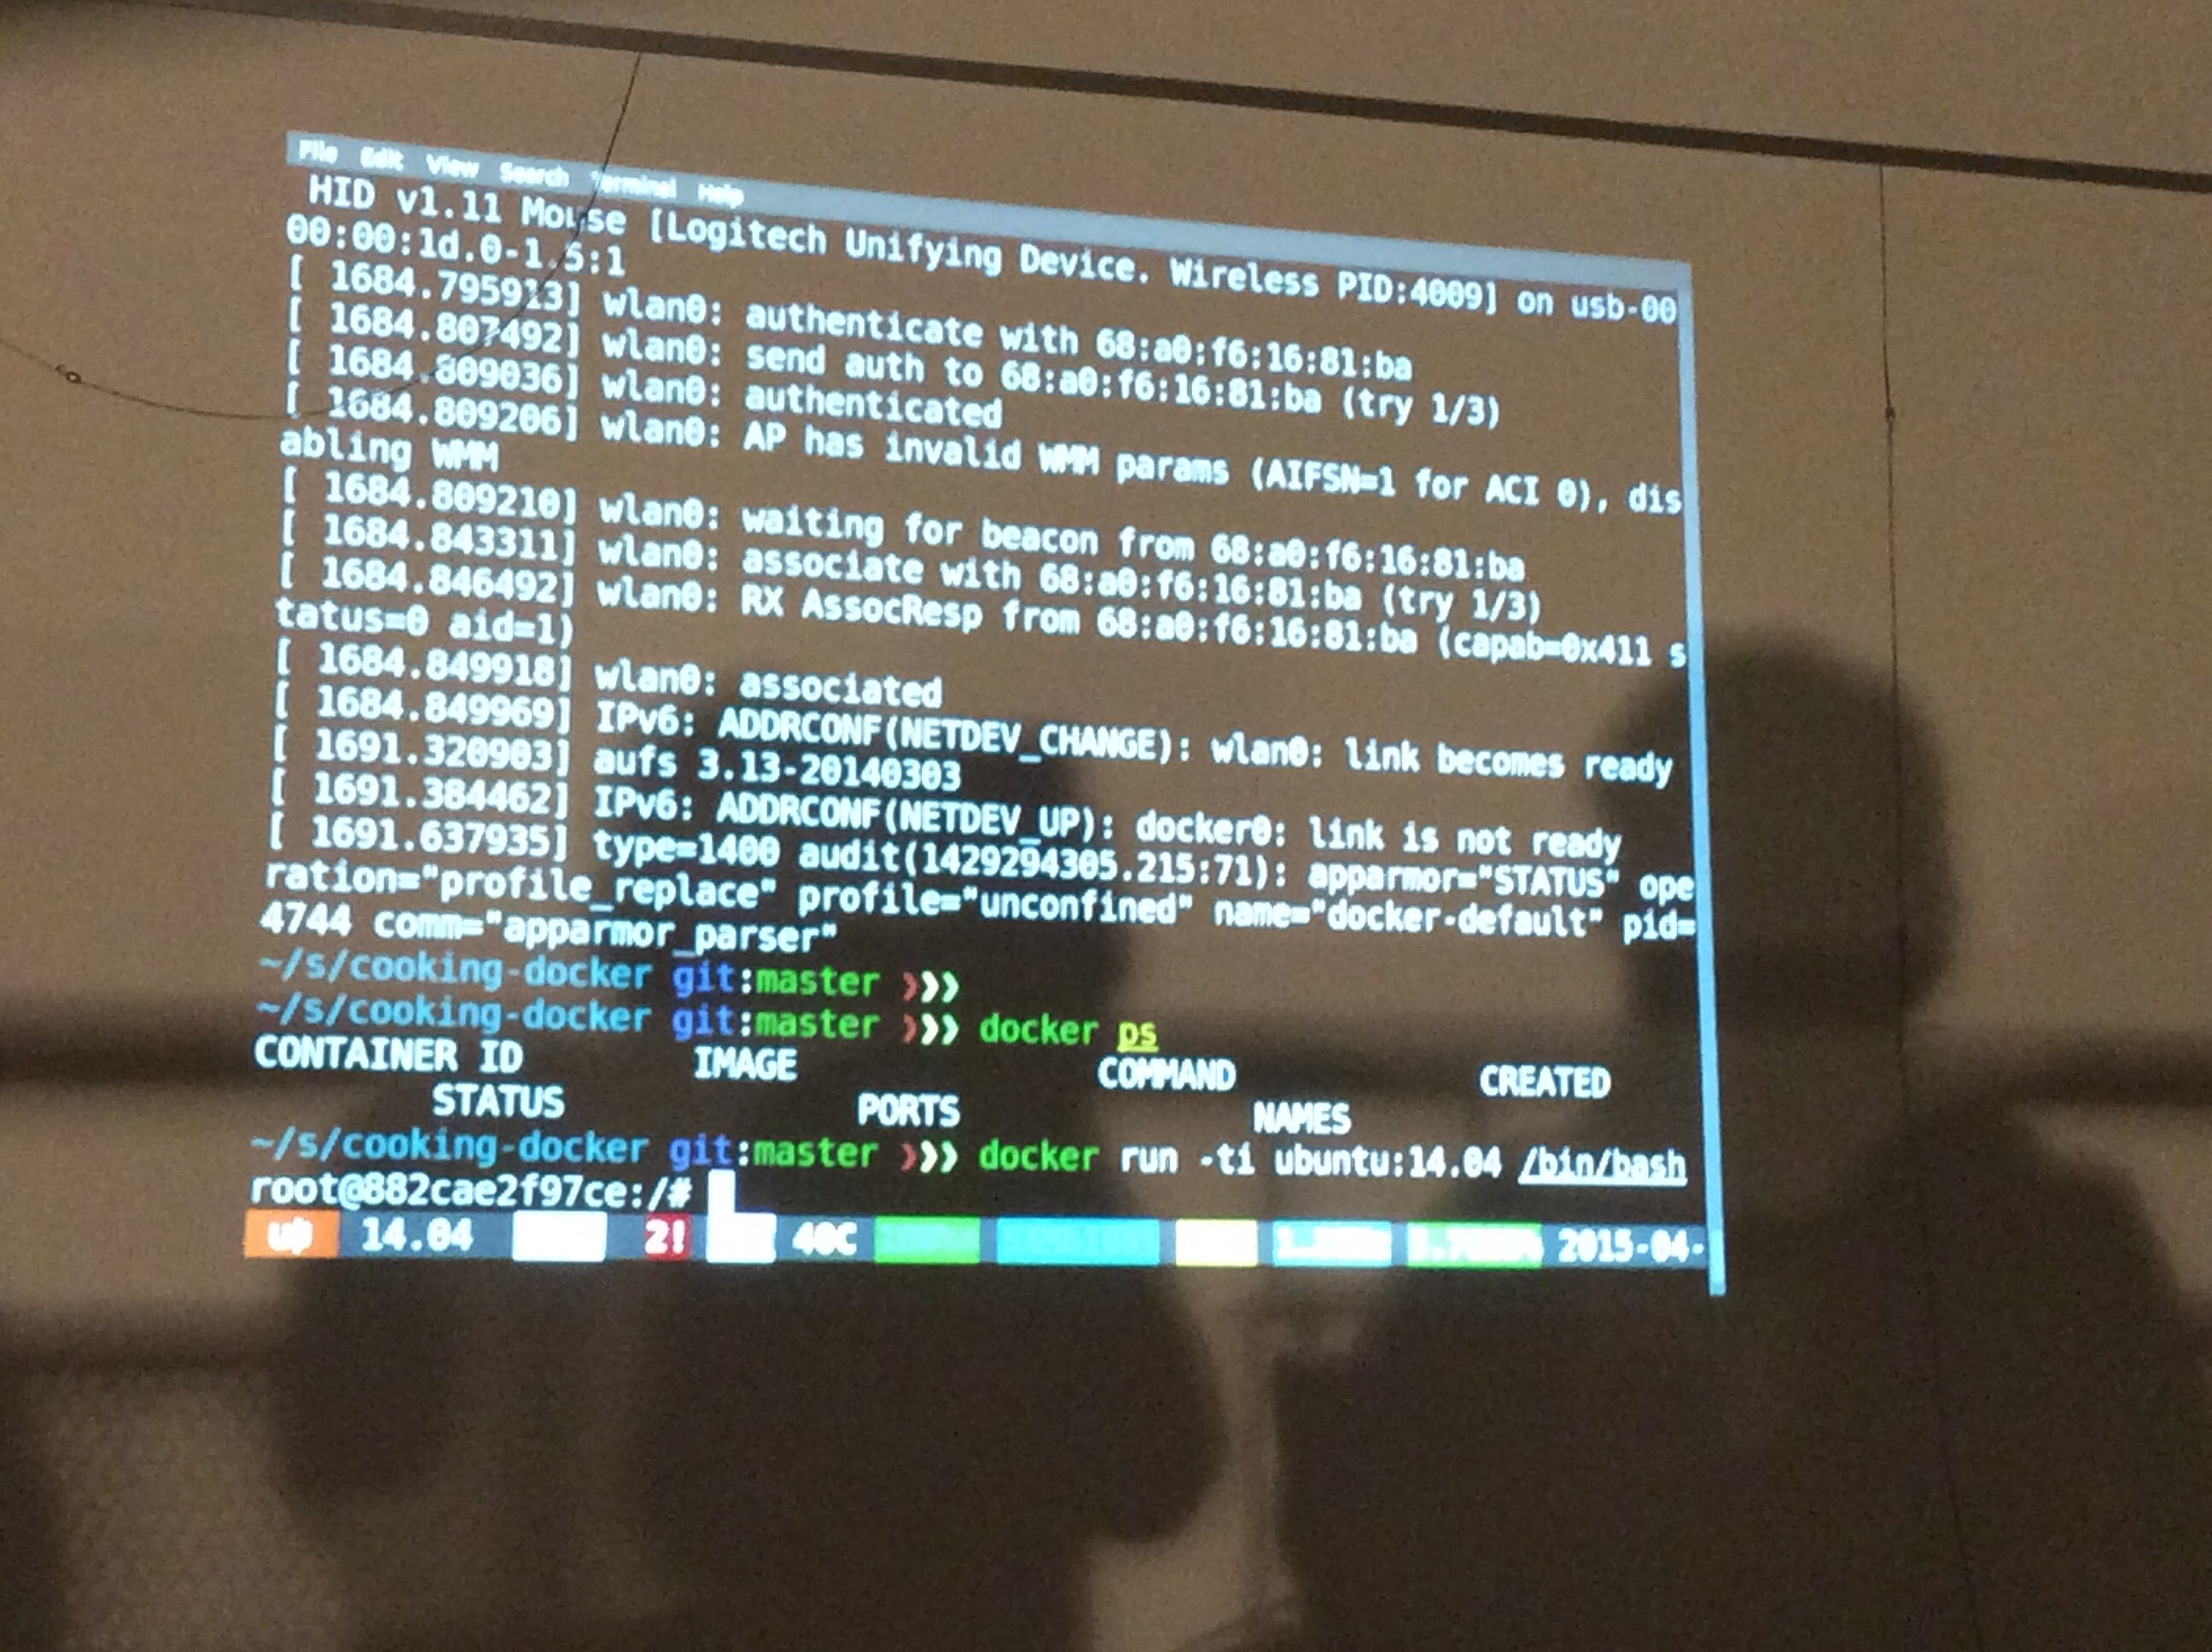 File Edit View Search Terminal Help
HID v1.11 Mouse [Logitech Unifying Device. Wireless PID:4009] on usb-00
00:00:1d.0-1.5:1
[ 1684.795913] wlan0: authenticate with 68:a0:f6:16:81:ba
[ 1684.807492] wlan0: send auth to 68:a0:f6:16:81:ba (try 1/3)
[ 1684.809036] wlan0: authenticated
[ 1684.809206] wlan0: AP has invalid WMM params (AIFSN=1 for ACI 0), dis
abling WMM
[ 1684.809210] wlan0: waiting for beacon from 68:a0:f6:16:81:ba
[ 1684.843311] wlan0: associate with 68:a0:f6:16:81:ba (try 1/3)
[ 1684.846492] wlan0: RX AssocResp from 68:a0:f6:16:81:ba (capab=0x411 s
tatus=0 aid=1)
[ 1684.849918] wlan0: associated
[ 1684.849969] IPv6: ADDRCONF(NETDEV_CHANGE): wlan0: link becomes ready
[ 1691.320903] aufs 3.13-20140303
[ 1691.384462] IPv6: ADDRCONF(NETDEV_UP): docker0: link is not ready
[ 1691.637935] type=1400 audit(1429294305.215:71): apparmor="STATUS" ope
ration="profile_replace" profile="unconfined" name="docker-default" pid=
4744 comm="apparmor_parser"
~/s/cooking-docker git:master ❯❯❯
~/s/cooking-docker git:master ❯❯❯ docker ps
CONTAINER ID IMAGE COMMAND CREATED
STATUS PORTS NAMES
~/s/cooking-docker git:master ❯❯❯ docker run -ti ubuntu:14.04 /bin/bash
root@882cae2f97ce:/#
14.04 2! 40C 2015-04-